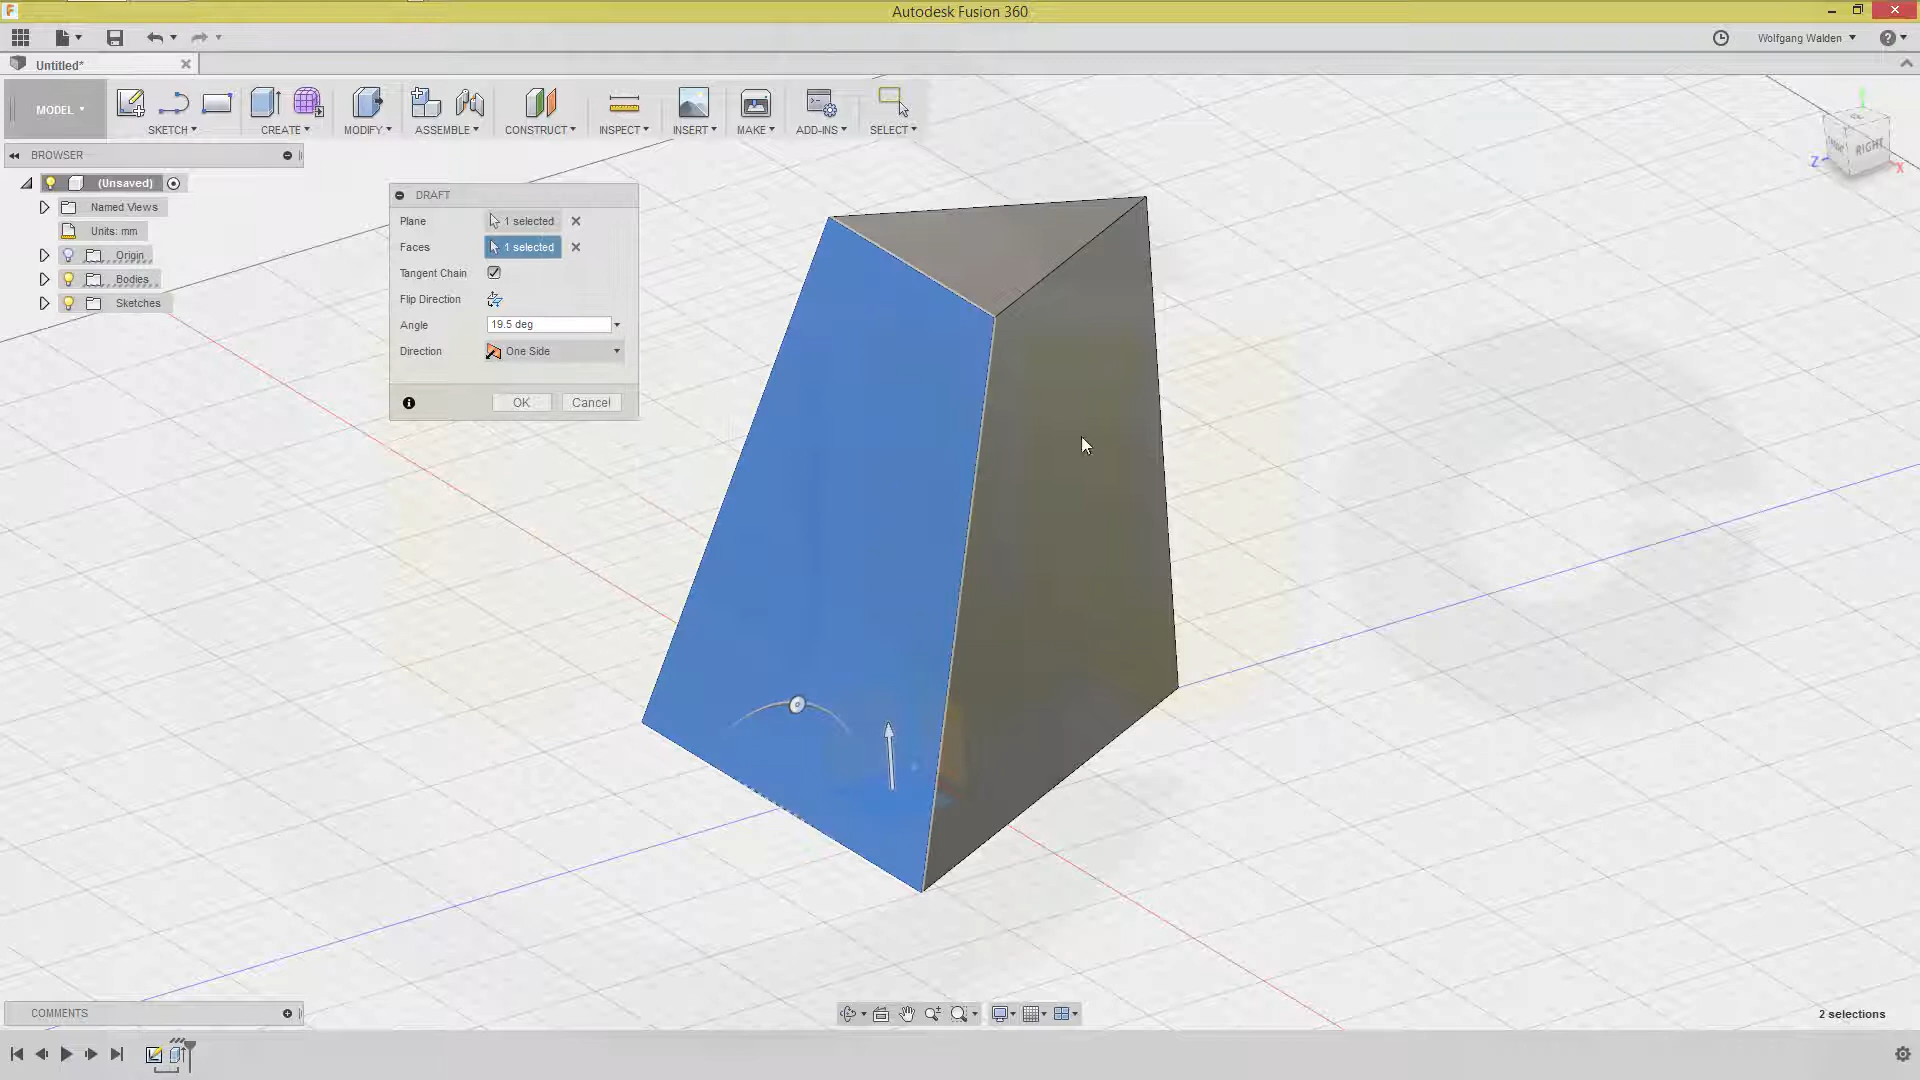 Autodesk Fusion 360
Wolfgang Walden
Untitled*
MODEL
SKETCH
CREATE
MODIFY
ASSEMBLE
CONSTRUCT
INSPECT
INSERT
MAKE
ADD-INS
SELECT
BROWSER
(Unsaved)
Named Views
Units: mm
Origin
Bodies
Sketches
DRAFT
Plane 1 selected
Faces 1 selected
Tangent Chain
Flip Direction
Angle 19.5 deg
Direction One Side
OK Cancel
RIGHT
Z
X
COMMENTS
2 selections